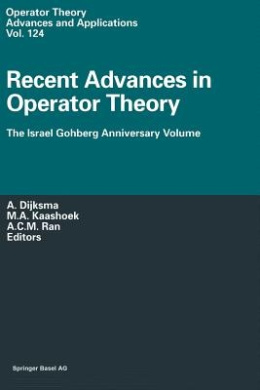 Operator Theory
Advances and Applications
Vol. 124
Recent Advances in
Operator Theory
The Israel Gohberg Anniversary Volume
A. Dijksma
M.A. Kaashoek
A.C.M. Ran
Editors
Springer Basel AG